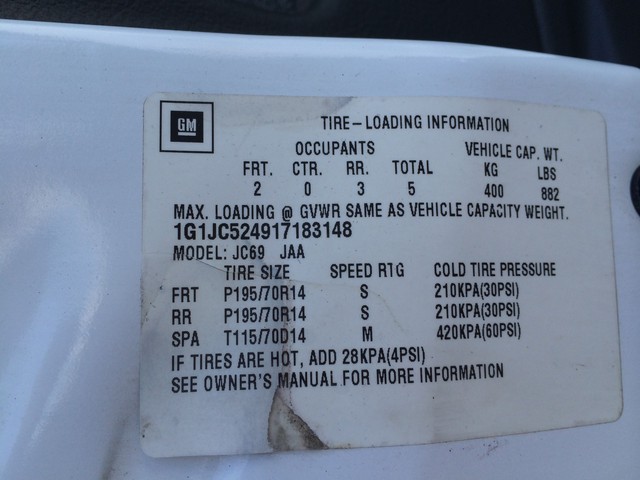 GM
TIRE-LOADING INFORMATION
OCCUPANTS VEHICLE CAP. WT.
FRT. CTR. RR. TOTAL KG LBS
2 0 3 5 400 882
MAX. LOADING @ GVWR SAME AS VEHICLE CAPACITY WEIGHT.
1G1JC524917183148
MODEL: JC69 JAA
TIRE SIZE SPEED RTG COLD TIRE PRESSURE
FRT P195/70R14 S 210KPA(30PSI)
RR P195/70R14 S 210KPA(30PSI)
SPA T115/70D14 M 420KPA(60PSI)
IF TIRES ARE HOT, ADD 28KPA(4PSI)
SEE OWNER'S MANUAL FOR MORE INFORMATION